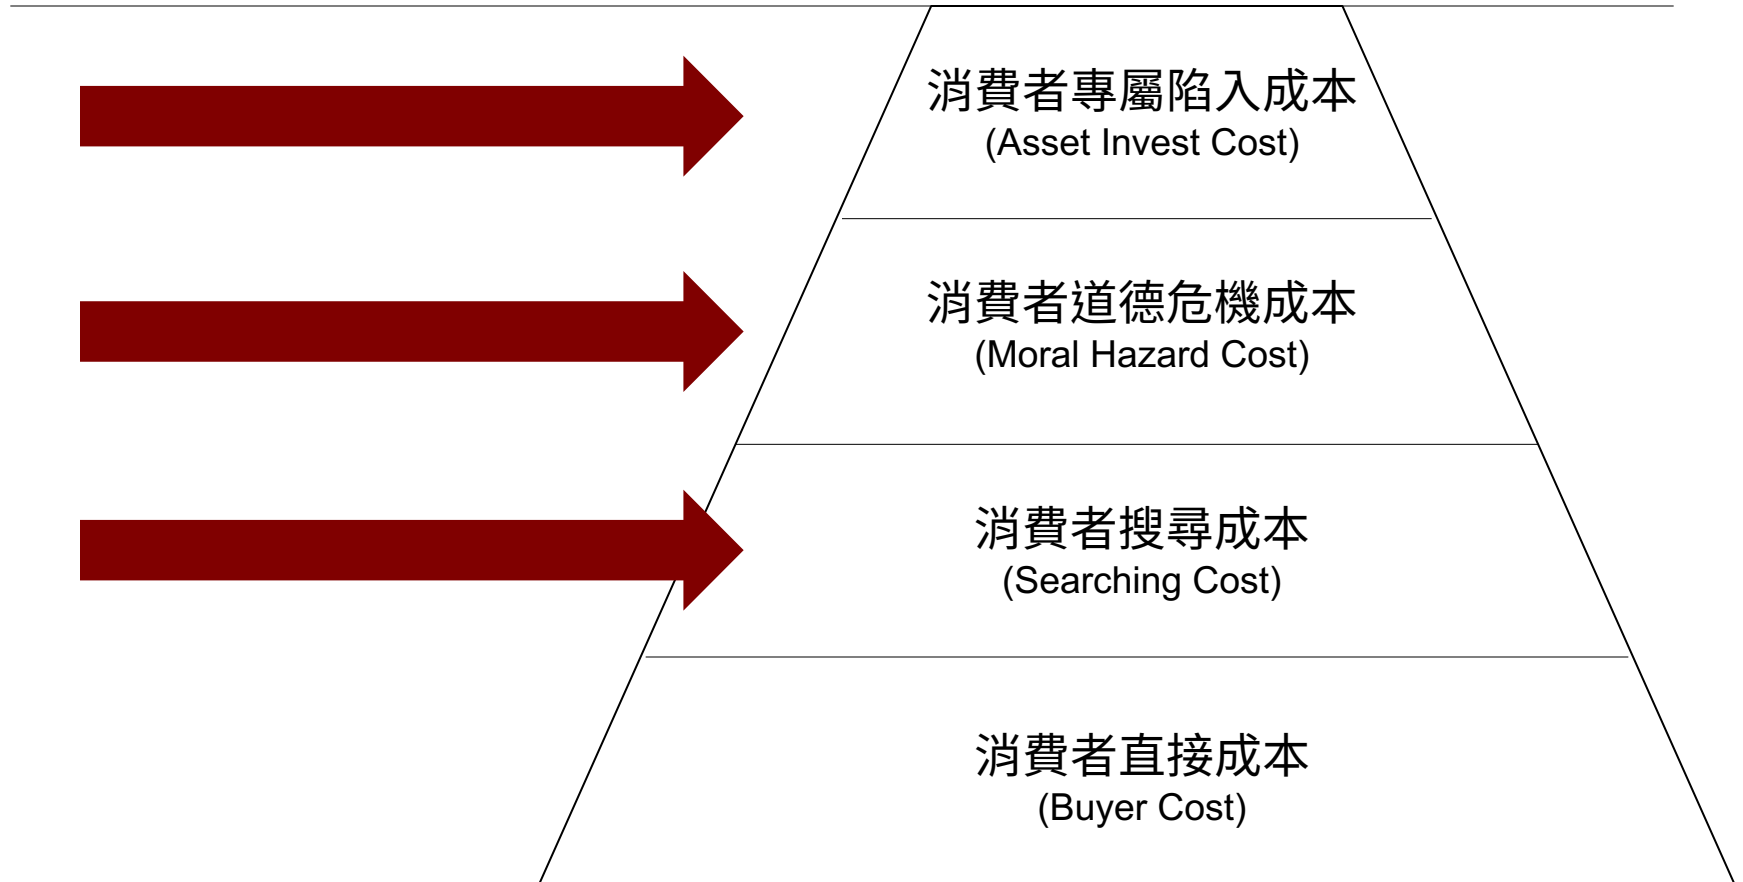 消費者專屬陷入成本
(Asset Invest Cost)
消費者道德危機成本
(Moral Hazard Cost)
消費者搜尋成本
(Searching Cost)
消費者直接成本
(Buyer Cost)